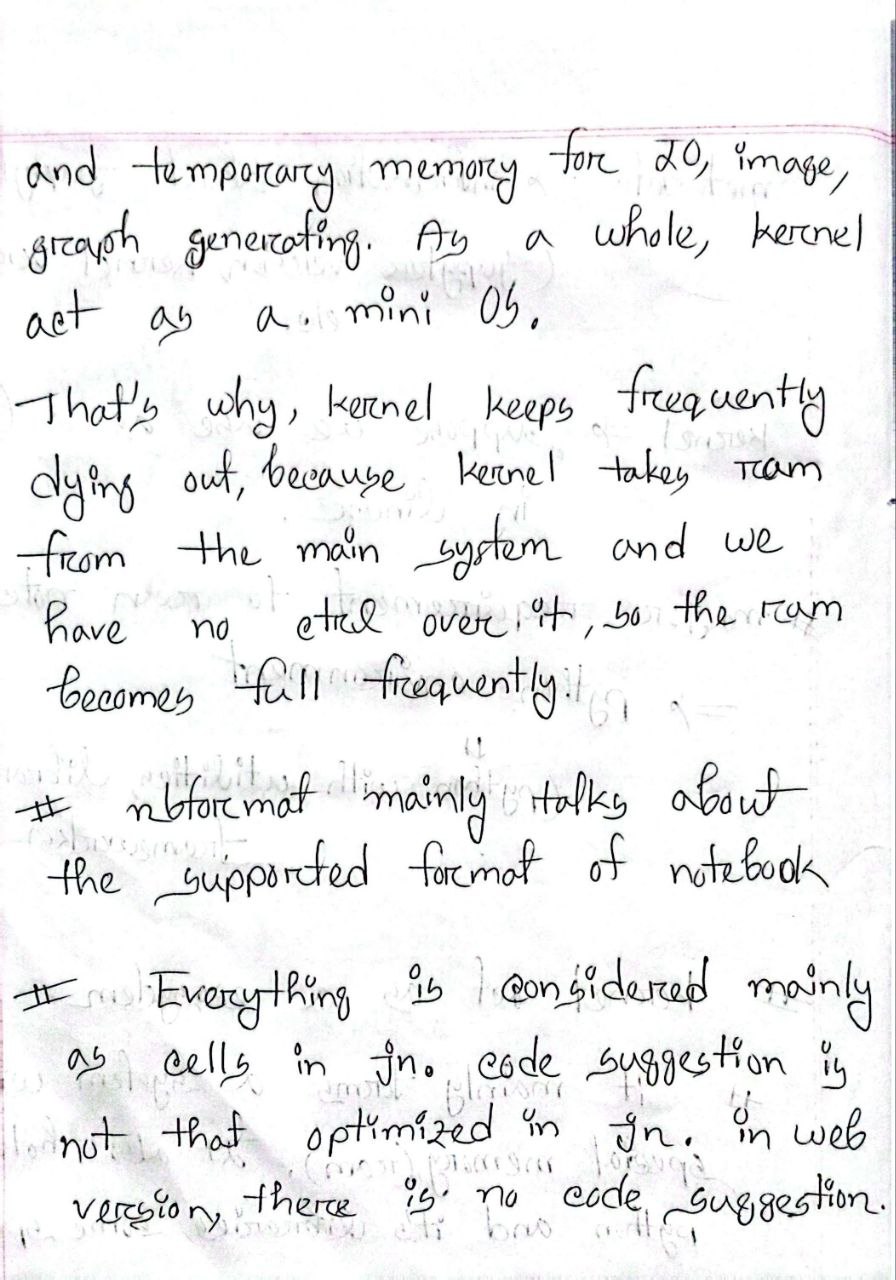 and temporary memory for IO, image,
graph generating. As a whole, kernel
act as a mini OS.
That's why, kernel keeps frequently
dying out, because kernel takes ram
from the main system and we
have no ctrl over it, so the ram
becomes full frequently.
# nbformat mainly talks about
the supported format of notebook
# Everything is considered mainly
as cells in jn. code suggestion is
not that optimized in jn. in web
version, there is no code suggestion.